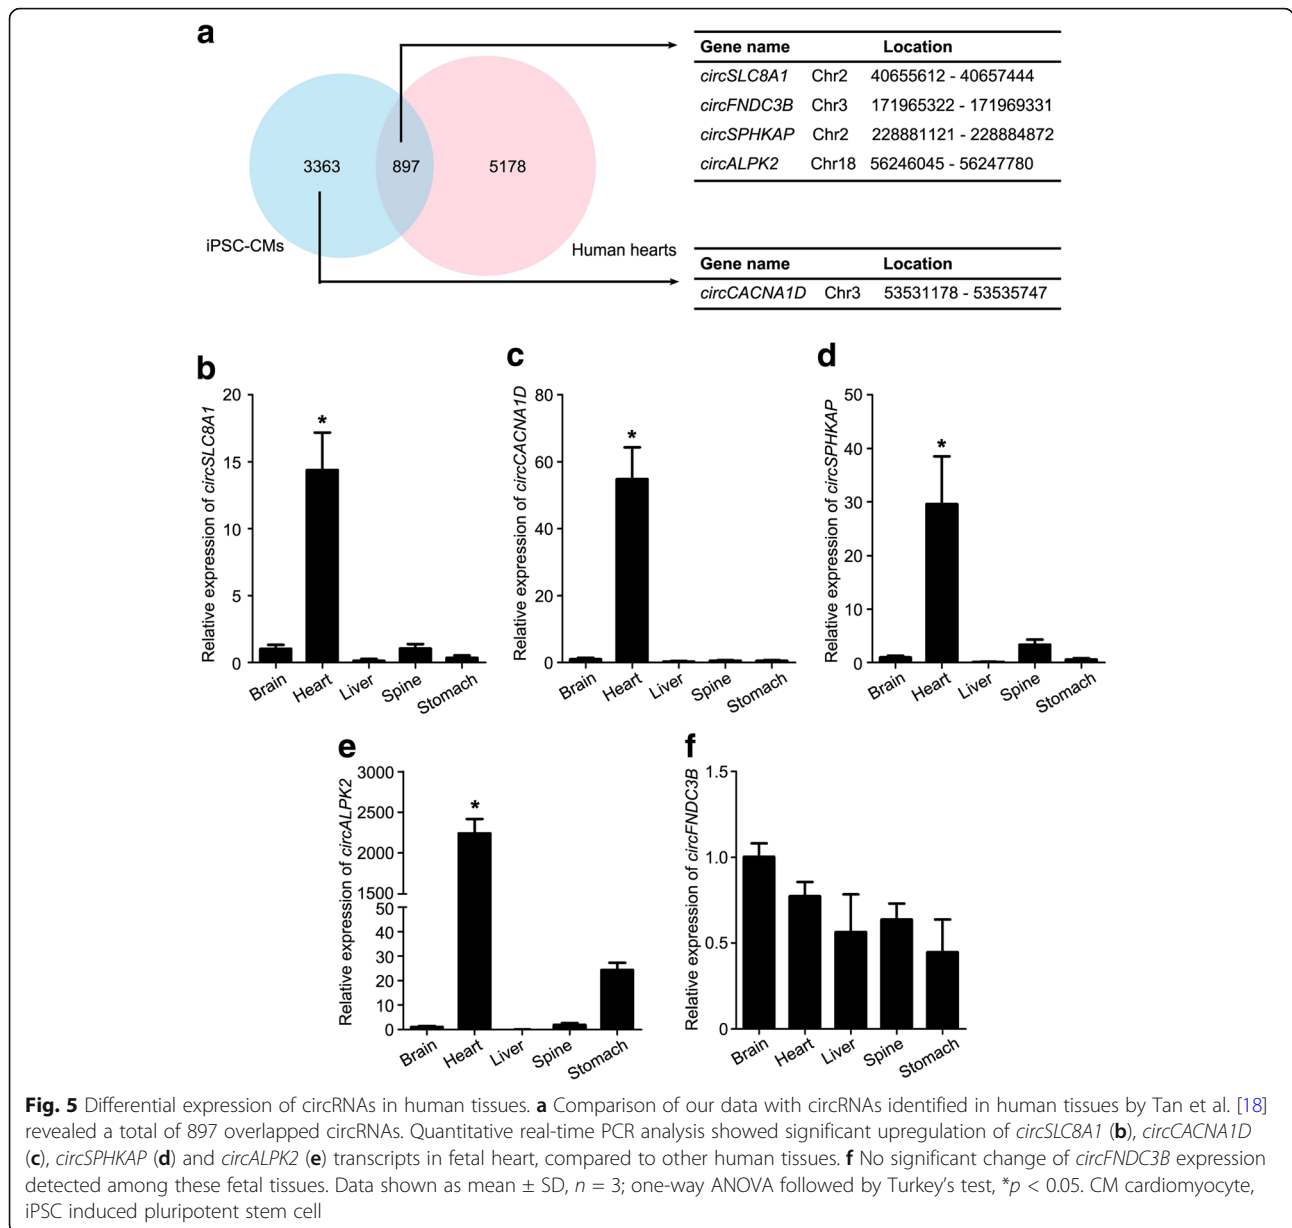 a
Gene name Location
circSLC8A1 Chr2 40655612 - 40657444
circFNDC3B Chr3 171965322 - 171969331
circSPHKAP Chr2 228881121 - 228884872
circALPK2 Chr18 56246045 - 56247780
3363 897 5178
iPSC-CMs
Human hearts
Gene name Location
circCACNA1D Chr3 53531178 - 53535747
b
Relative expression of circSLC8A1
20
15
10
5
0
*
Brain Heart Liver Spine Stomach
c
Relative expression of circCACNA1D
80
60
40
20
0
*
Brain Heart Liver Spine Stomach
d
Relative expression of circSPHKAP
50
40
30
20
10
0
*
Brain Heart Liver Spine Stomach
e
Relative expression of circALPK2
3000
2500
2000
1500
50
40
30
20
10
0
*
Brain Heart Liver Spine Stomach
f
Relative expression of circFNDC3B
1.5
1.0
0.5
0
Brain Heart Liver Spine Stomach
Fig. 5 Differential expression of circRNAs in human tissues. a Comparison of our data with circRNAs identified in human tissues by Tan et al. [18]
revealed a total of 897 overlapped circRNAs. Quantitative real-time PCR analysis showed significant upregulation of circSLC8A1 (b), circCACNA1D
(c), circSPHKAP (d) and circALPK2 (e) transcripts in fetal heart, compared to other human tissues. f No significant change of circFNDC3B expression
detected among these fetal tissues. Data shown as mean ± SD, n = 3; one-way ANOVA followed by Turkey's test, *p < 0.05. CM cardiomyocyte,
iPSC induced pluripotent stem cell